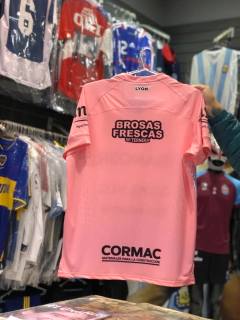 LYON
BROSAS
FRESCAS
CORMAC
MATERIALES PARA LA CONSTRUCCIÓN